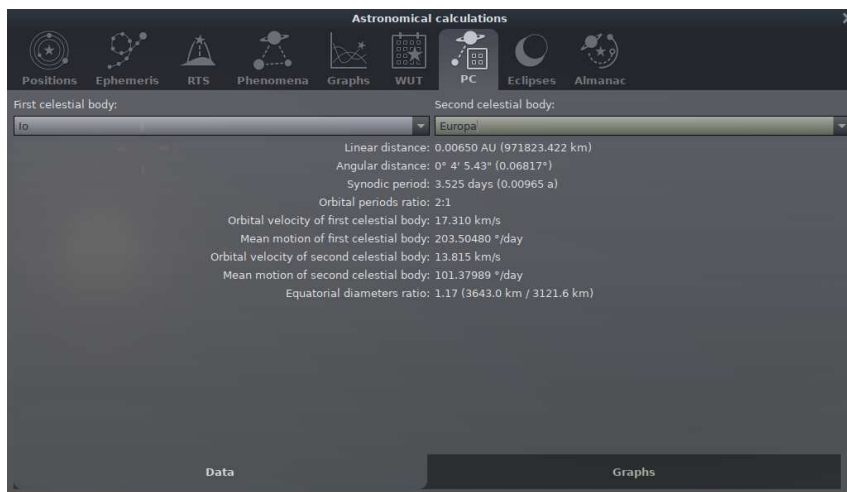 Astronomical calculations
Positions Ephemeris RTS Phenomena Graphs WUT PC Eclipses Almanac
First celestial body: Second celestial body:
Io Europa
Linear distance: 0.00650 AU (971823.422 km)
Angular distance: 0° 4' 5.43" (0.06817°)
Synodic period: 3.525 days (0.00965 a)
Orbital periods ratio: 2:1
Orbital velocity of first celestial body: 17.310 km/s
Mean motion of first celestial body: 203.50480 °/day
Orbital velocity of second celestial body: 13.815 km/s
Mean motion of second celestial body: 101.37989 °/day
Equatorial diameters ratio: 1.17 (3643.0 km / 3121.6 km)
Data Graphs